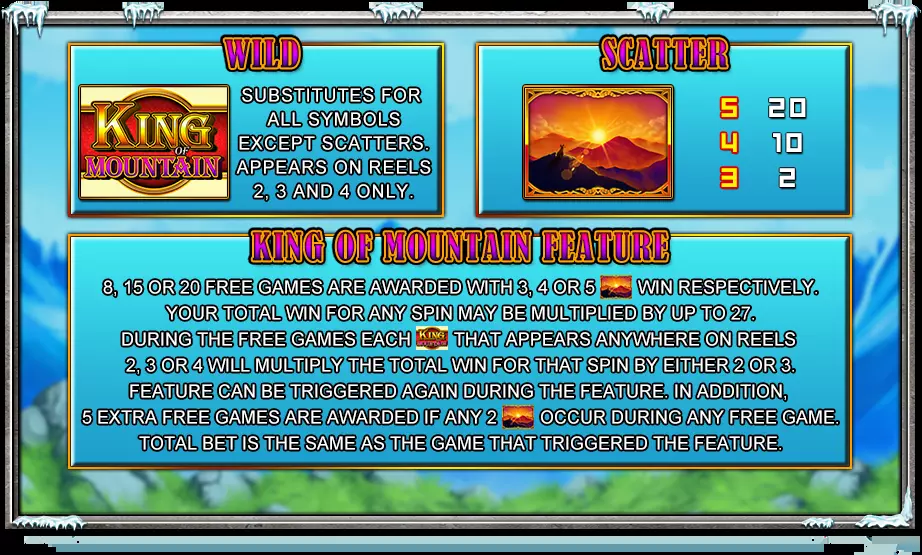 WILD
KING
OF
MOUNTAIN
SUBSTITUTES FOR
ALL SYMBOLS
EXCEPT SCATTERS.
APPEARS ON REELS
2, 3 AND 4 ONLY.
SCATTER
5 20
4 10
3 2
KING OF MOUNTAIN FEATURE
8, 15 OR 20 FREE GAMES ARE AWARDED WITH 3, 4 OR 5 WIN RESPECTIVELY.
YOUR TOTAL WIN FOR ANY SPIN MAY BE MULTIPLIED BY UP TO 27.
DURING THE FREE GAMES EACH KING OF MOUNTAIN THAT APPEARS ANYWHERE ON REELS
2, 3 OR 4 WILL MULTIPLY THE TOTAL WIN FOR THAT SPIN BY EITHER 2 OR 3.
FEATURE CAN BE TRIGGERED AGAIN DURING THE FEATURE. IN ADDITION,
5 EXTRA FREE GAMES ARE AWARDED IF ANY 2 OCCUR DURING ANY FREE GAME.
TOTAL BET IS THE SAME AS THE GAME THAT TRIGGERED THE FEATURE.